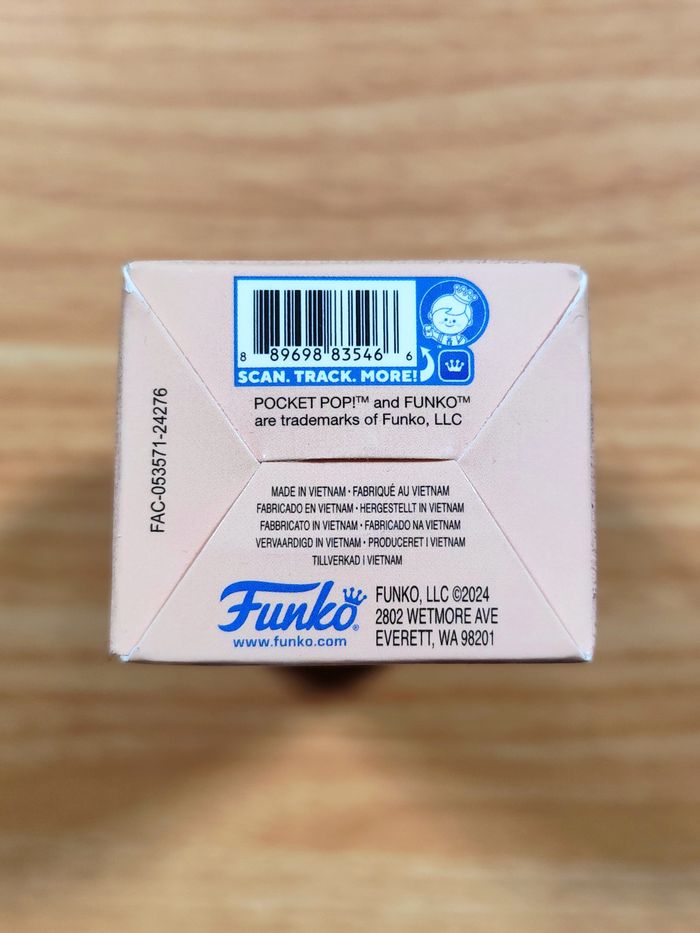 8 89698 83546 6
SCAN. TRACK. MORE!
POCKET POP!™ and FUNKO™
are trademarks of Funko, LLC
FAC-053571-24276
MADE IN VIETNAM · FABRIQUÉ AU VIETNAM
FABRICADO EN VIETNAM · HERGESTELLT IN VIETNAM
FABBRICATO IN VIETNAM · FABRICADO NA VIETNAM
VERVAARDIGD IN VIETNAM · PRODUCERET I VIETNAM
TILLVERKAD I VIETNAM
Funko®
www.funko.com
FUNKO, LLC ©2024
2802 WETMORE AVE
EVERETT, WA 98201